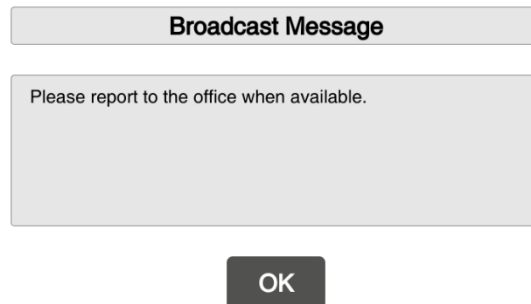 Broadcast Message
Please report to the office when available.
OK